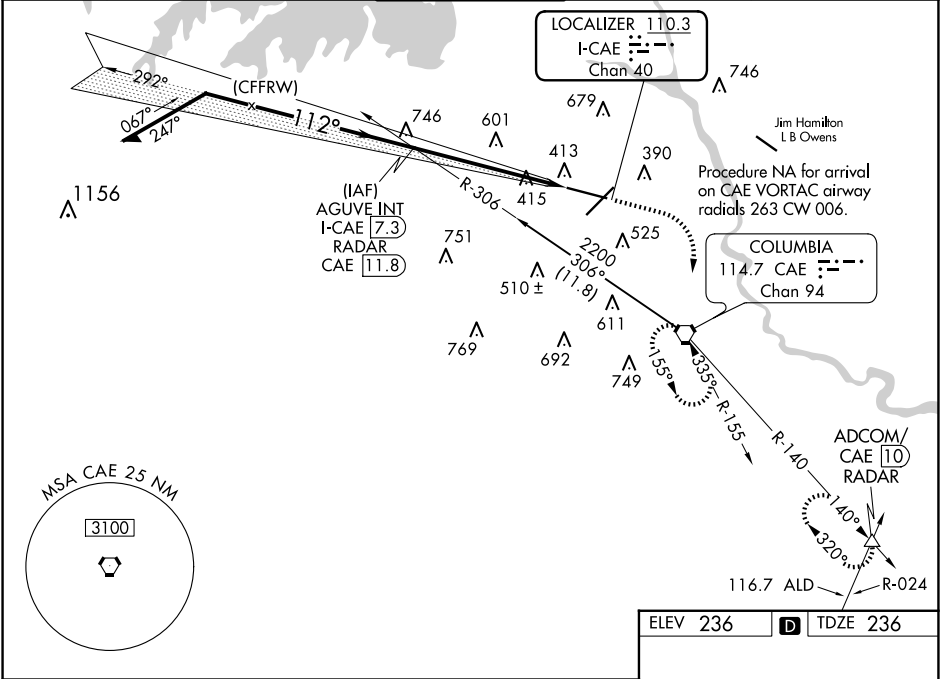 LOCALIZER 110.3
I-CAE
Chan 40
746
(CFFRW)
292°
067°
247°
112°
746
601
679
413
390
415
Jim Hamilton
L B Owens
Procedure NA for arrival
on CAE VORTAC airway
radials 263 CW 006.
1156
(IAF)
AGUVE INT
I-CAE 7.3
RADAR
CAE 11.8
R-306
751
525
2200
306°
(11.8)
510 ±
611
COLUMBIA
114.7 CAE
Chan 94
769
692
749
155°
335°
R-155
R-140
ADCOM/
CAE 10
RADAR
140°
320°
116.7 ALD
R-024
MSA CAE 25 NM
3100
ELEV 236 D TDZE 236